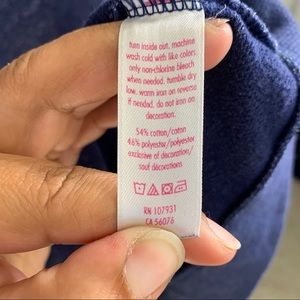 turn inside out. machine
wash cold with like colors
only non-chlorine bleach
when needed. tumble dry
low. warm iron on reverse
if needed. do not iron on
decoration.
54% cotton/coton
46% polyester/polyester
exclusive of decoration/
sauf décorations
RN 107931
CA 56076